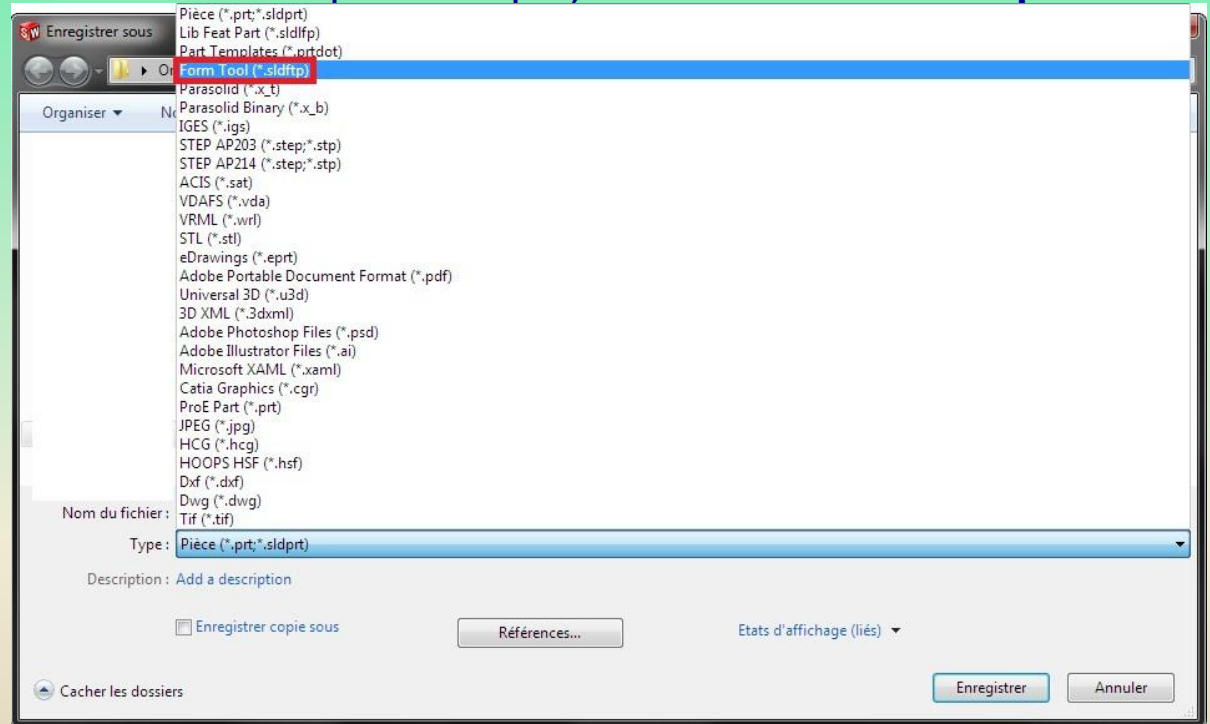 Pièce (*.prt;*.sldprt)
Enregistrer sous
Lib Feat Part (*.sldlfp)
Part Templates (*.prtdot)
Form Tool (*.sldftp)
Parasolid (*.x_t)
Organiser
Parasolid Binary (*.x_b)
IGES (*.igs)
STEP AP203 (*.step;*.stp)
STEP AP214 (*.step;*.stp)
ACIS (*.sat)
VDAFS (*.vda)
VRML (*.wrl)
STL (*.stl)
eDrawings (*.eprt)
Adobe Portable Document Format (*.pdf)
Universal 3D (*.u3d)
3D XML (*.3dxml)
Adobe Photoshop Files (*.psd)
Adobe Illustrator Files (*.ai)
Microsoft XAML (*.xaml)
Catia Graphics (*.cgr)
ProE Part (*.prt)
JPEG (*.jpg)
HCG (*.hcg)
HOOPS HSF (*.hsf)
Dxf (*.dxf)
Dwg (*.dwg)
Nom du fichier :
Tif (*.tif)
Type : Pièce (*.prt;*.sldprt)
Description : Add a description
Enregistrer copie sous Références... Etats d'affichage (liés)
Cacher les dossiers Enregistrer Annuler